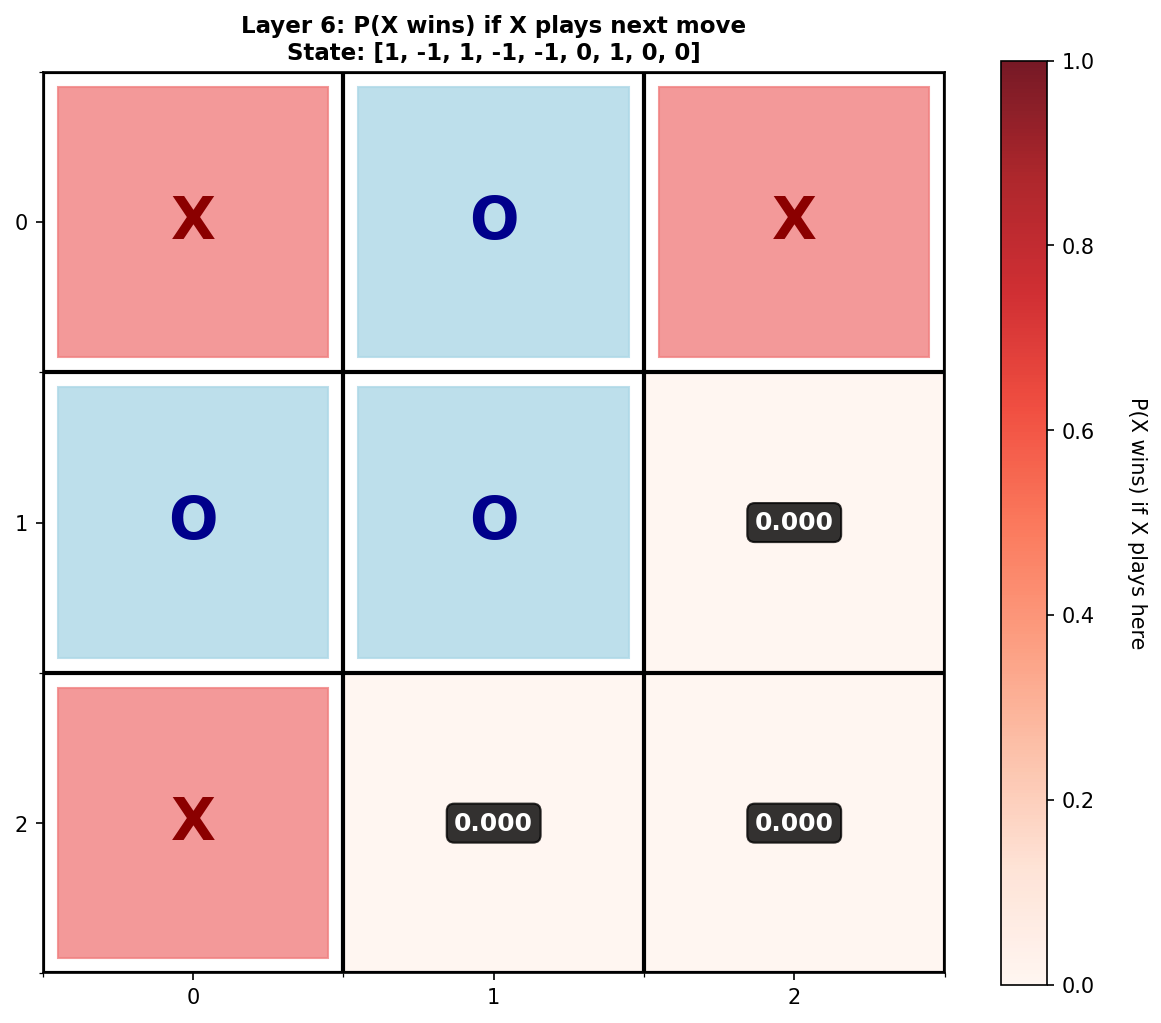 Layer 6: P(X wins) if X plays next move
State: [1, -1, 1, -1, -1, 0, 1, 0, 0]
0
X
O
X
1
O
O
0.000
2
X
0.000
0.000
0
1
2
1.0
0.8
0.6
0.4
0.2
0.0
P(X wins) if X plays here